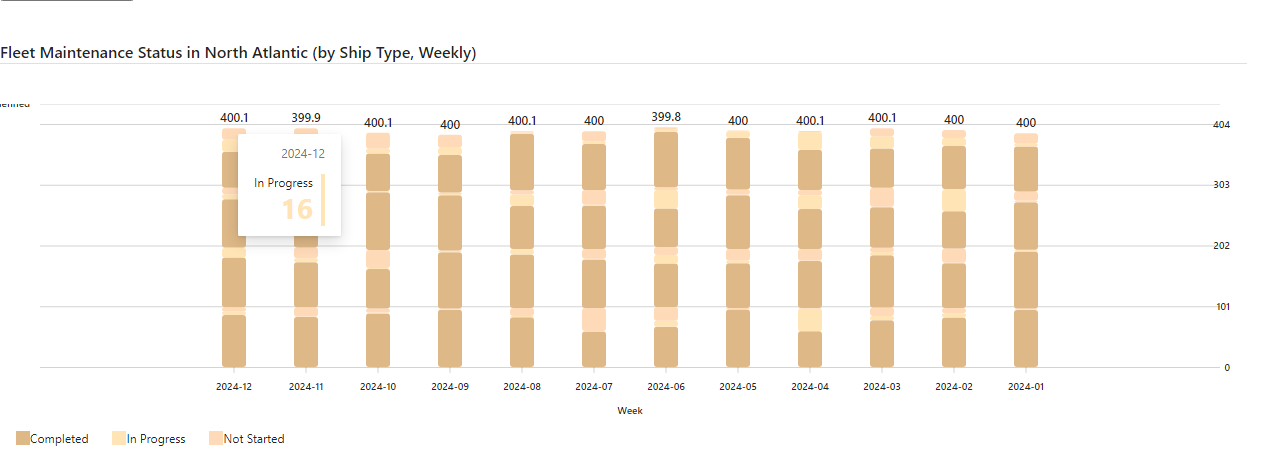 Fleet Maintenance Status in North Atlantic (by Ship Type, Weekly)
400.1 399.9 400.1 400 400.1 400 399.8 400 400.1 400.1 400 400
404
2024-12
In Progress
16
303
202
101
0
2024-12 2024-11 2024-10 2024-09 2024-08 2024-07 2024-06 2024-05 2024-04 2024-03 2024-02 2024-01
Week
Completed In Progress Not Started